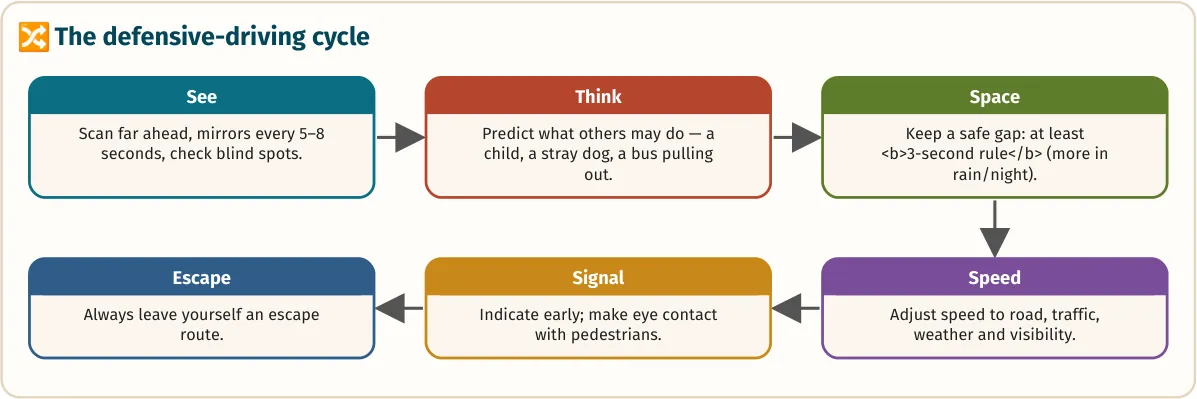 🔀 The defensive-driving cycle
See
Scan far ahead, mirrors every 5–8
seconds, check blind spots.
Think
Predict what others may do — a
child, a stray dog, a bus pulling
out.
Space
Keep a safe gap: at least
<b>3-second rule</b> (more in
rain/night).
Speed
Adjust speed to road, traffic,
weather and visibility.
Signal
Indicate early; make eye contact
with pedestrians.
Escape
Always leave yourself an escape
route.